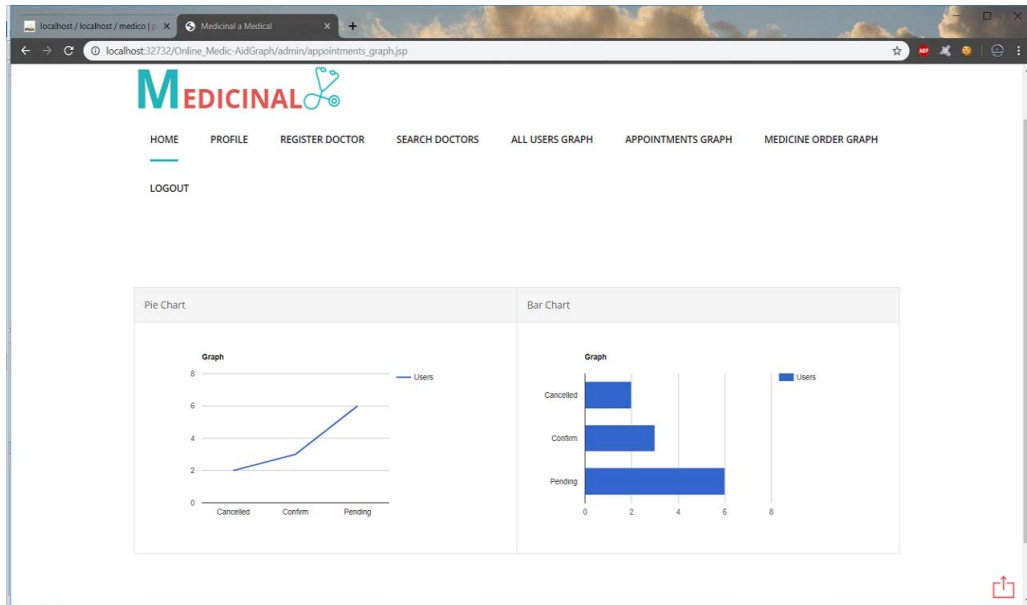 localhost / localhost / medico | p
Medicinal a Medical
localhost:32732/Online_Medic-AidGraph/admin/appointments_graph.jsp
ABP
MEDICINAL
HOME PROFILE REGISTER DOCTOR SEARCH DOCTORS ALL USERS GRAPH APPOINTMENTS GRAPH MEDICINE ORDER GRAPH
LOGOUT
Pie Chart
Graph
8
6
4
2
0
Cancelled Confirm Pending
Users
Bar Chart
Graph
Cancelled
Confirm
Pending
0 2 4 6 8
Users